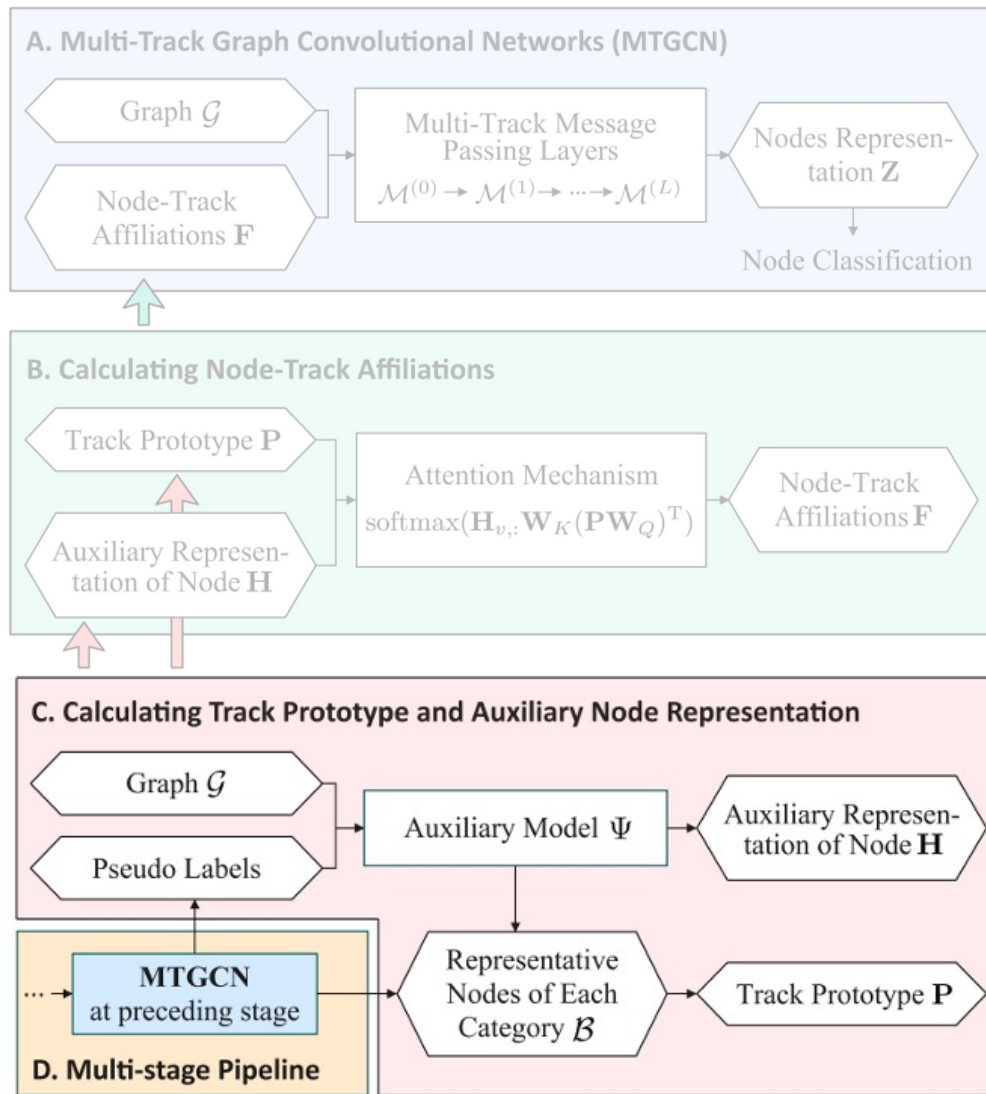 A. Multi-Track Graph Convolutional Networks (MTGCN)
Graph 𝒢
Node-Track
Affiliations F
Multi-Track Message
Passing Layers
ℳ^(0) → ℳ^(1) → ... → ℳ^(L)
Nodes Represen-
tation Z
Node Classification
B. Calculating Node-Track Affiliations
Track Prototype P
Auxiliary Represen-
tation of Node H
Attention Mechanism
softmax(H_{v,:}W_K(PW_Q)^T)
Node-Track
Affiliations F
C. Calculating Track Prototype and Auxiliary Node Representation
Graph 𝒢
Pseudo Labels
Auxiliary Model Ψ
Auxiliary Represen-
tation of Node H
... MTGCN
at preceding stage
Representative
Nodes of Each
Category ℬ
Track Prototype P
D. Multi-stage Pipeline